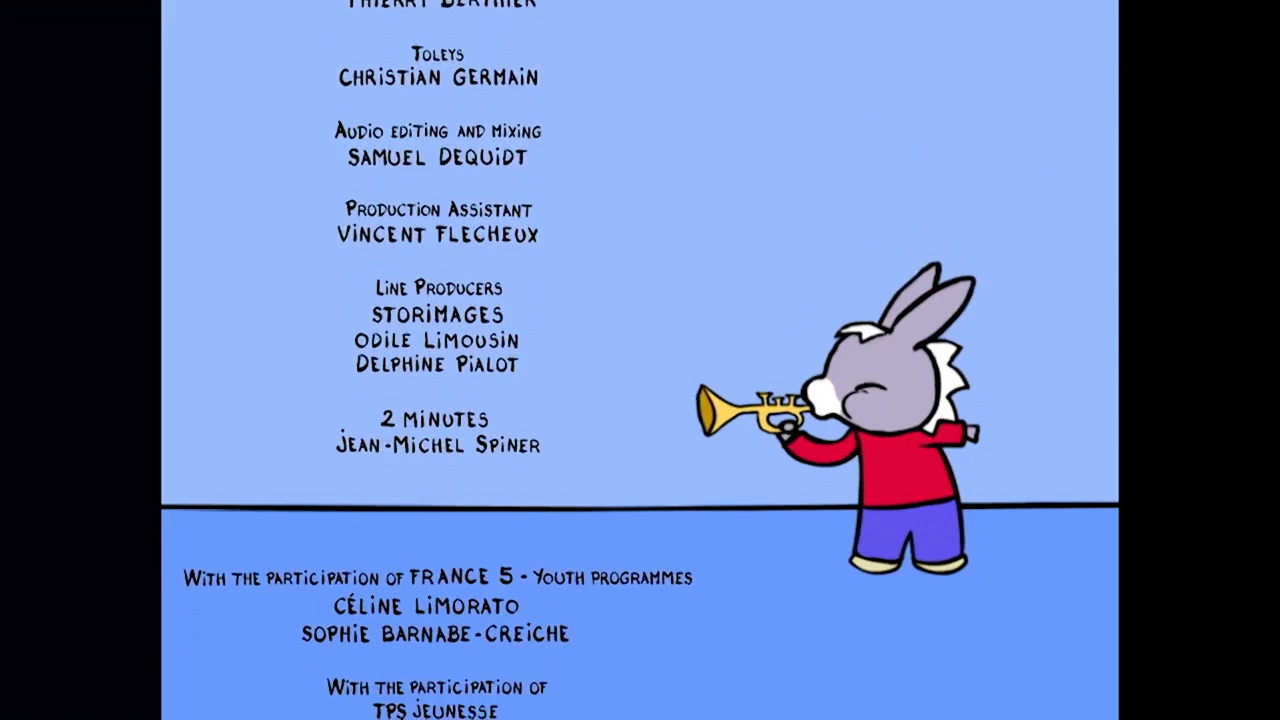 THIERRY BERTHIER
TOLEYS
CHRISTIAN GERMAIN
AUDIO EDITING AND MIXING
SAMUEL DEQUIDT
PRODUCTION ASSISTANT
VINCENT FLECHEUX
LINE PRODUCERS
STORIMAGES
ODILE LIMOUSIN
DELPHINE PIALOT
2 MINUTES
JEAN-MICHEL SPINER
WITH THE PARTICIPATION OF FRANCE 5 - YOUTH PROGRAMMES
CÉLINE LIMORATO
SOPHIE BARNABE-CREICHE
WITH THE PARTICIPATION OF
TPS JEUNESSE